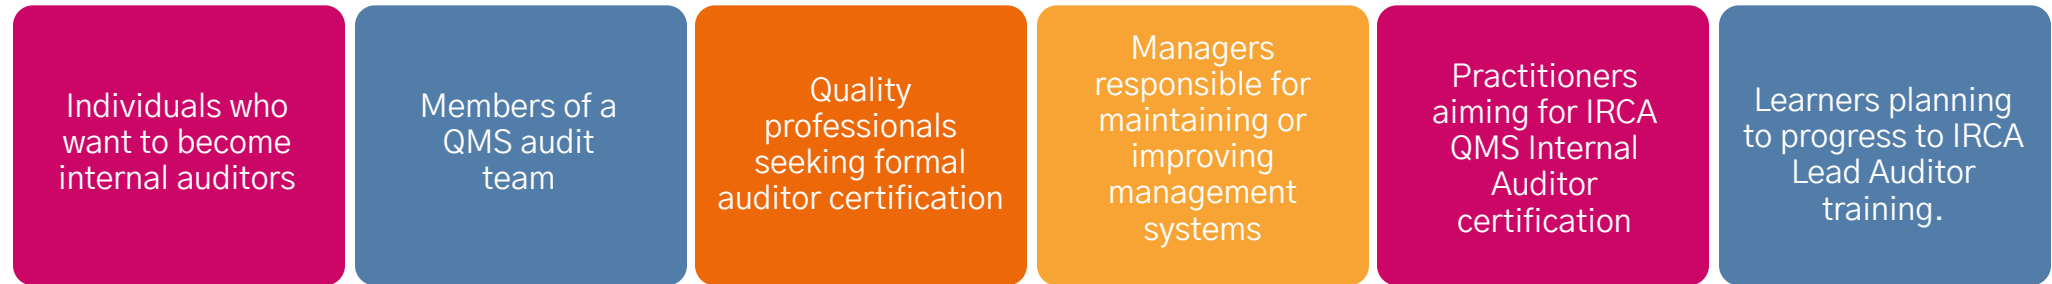 Individuals who
want to become
internal auditors
Members of a
QMS audit
team
Quality
professionals
seeking formal
auditor certification
Managers
responsible for
maintaining or
improving
management
systems
Practitioners
aiming for IRCA
QMS Internal
Auditor
certification
Learners planning
to progress to IRCA
Lead Auditor
training.